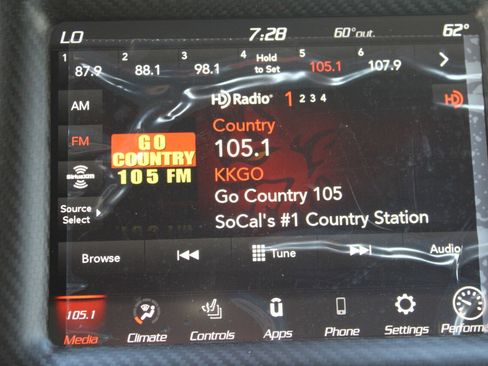 LO 7:28 60°out. 62°
1 87.9 2 88.1 3 98.1 4 Hold to Set 5 105.1 6 107.9
AM
HD Radio 1 2 3 4 HD
FM
GO
COUNTRY
105 FM
Country
105.1
KKGO
Go Country 105
SoCal's #1 Country Station
SiriusXM
Source
Select
Browse Tune Audio
105.1
Media Climate Controls Apps Phone Settings Performa